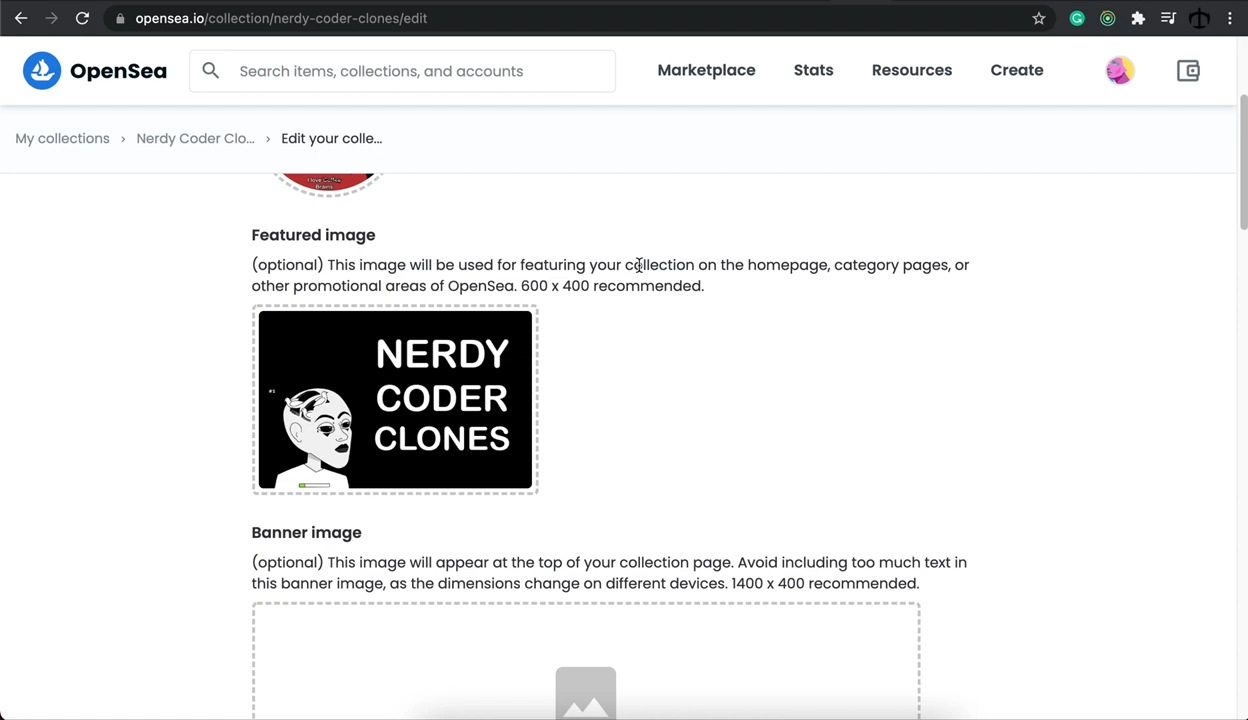 opensea.io/collection/nerdy-coder-clones/edit
OpenSea
Search items, collections, and accounts
Marketplace
Stats
Resources
Create
My collections › Nerdy Coder Clo... › Edit your colle...
I love Coffee
Brains
Featured image
(optional) This image will be used for featuring your collection on the homepage, category pages, or
other promotional areas of OpenSea. 600 x 400 recommended.
#1
NERDY
CODER
CLONES
Banner image
(optional) This image will appear at the top of your collection page. Avoid including too much text in
this banner image, as the dimensions change on different devices. 1400 x 400 recommended.